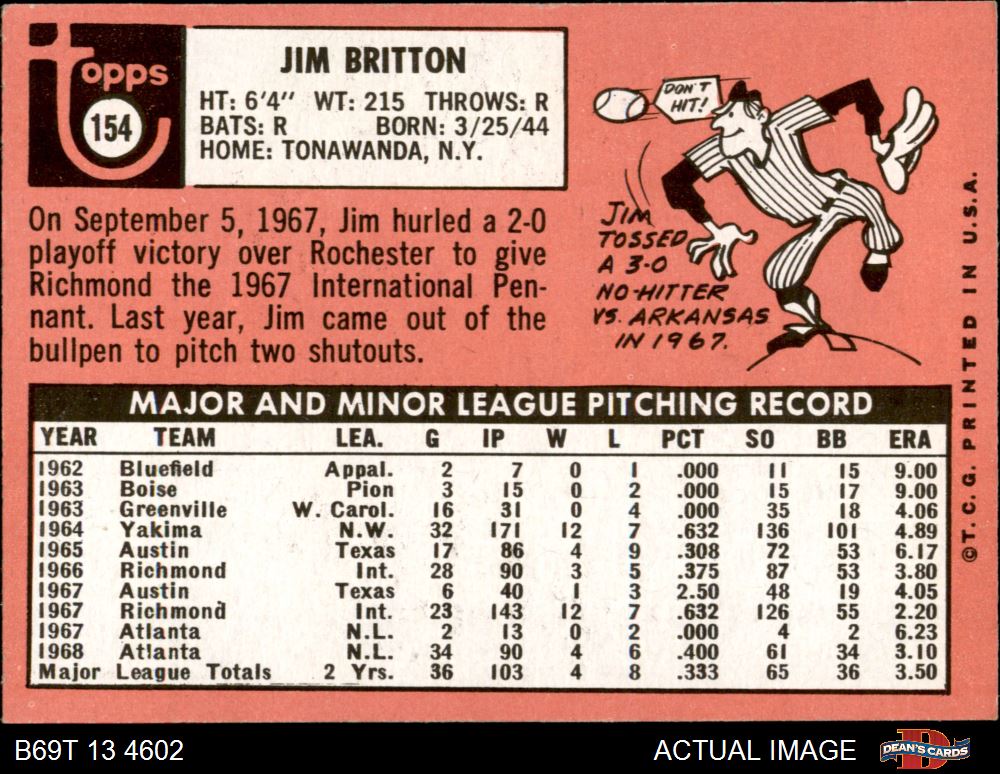 topps
154
JIM BRITTON
HT: 6'4" WT: 215 THROWS: R
BATS: R BORN: 3/25/44
HOME: TONAWANDA, N.Y.
On September 5, 1967, Jim hurled a 2-0
playoff victory over Rochester to give
Richmond the 1967 International Pen-
nant. Last year, Jim came out of the
bullpen to pitch two shutouts.
DON'T
HIT!
JIM
TOSSED
A 3-0
NO-HITTER
VS. ARKANSAS
IN 1967.
MAJOR AND MINOR LEAGUE PITCHING RECORD
YEAR TEAM LEA. G IP W L PCT SO BB ERA
1962 Bluefield Appal. 2 7 0 1 .000 11 15 9.00
1963 Boise Pion 3 15 0 2 .000 15 17 9.00
1963 Greenville W. Carol. 16 31 0 4 .000 35 18 4.06
1964 Yakima N.W. 32 171 12 7 .632 136 101 4.89
1965 Austin Texas 17 86 4 9 .308 72 53 6.17
1966 Richmond Int. 28 90 3 5 .375 87 53 3.80
1967 Austin Texas 6 40 1 3 2.50 48 19 4.05
1967 Richmond Int. 23 143 12 7 .632 126 55 2.20
1967 Atlanta N.L. 2 13 0 2 .000 4 2 6.23
1968 Atlanta N.L. 34 90 4 6 .400 61 34 3.10
Major League Totals 2 Yrs. 36 103 4 8 .333 65 36 3.50
©T. C. G. PRINTED IN U.S.A.
B69T 13 4602
ACTUAL IMAGE
D
DEAN'S CARDS